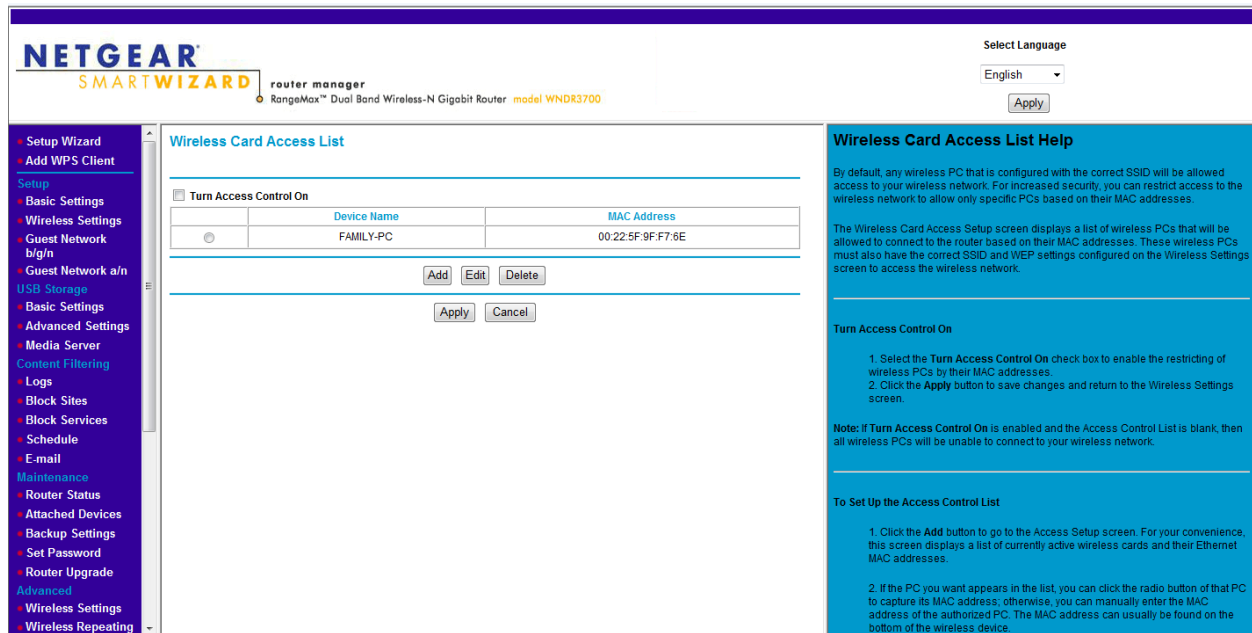 NETGEAR
SMARTWIZARD
router manager
RangeMax™ Dual Band Wireless-N Gigabit Router model WNDR3700
Select Language
English
Apply
Setup Wizard
Add WPS Client
Setup
Basic Settings
Wireless Settings
Guest Network
b/g/n
Guest Network a/n
USB Storage
Basic Settings
Advanced Settings
Media Server
Content Filtering
Logs
Block Sites
Block Services
Schedule
E-mail
Maintenance
Router Status
Attached Devices
Backup Settings
Set Password
Router Upgrade
Advanced
Wireless Settings
Wireless Repeating
Wireless Card Access List
Turn Access Control On
Device Name MAC Address
FAMILY-PC 00:22:5F:9F:F7:6E
Add Edit Delete
Apply Cancel
Wireless Card Access List Help
By default, any wireless PC that is configured with the correct SSID will be allowed
access to your wireless network. For increased security, you can restrict access to the
wireless network to allow only specific PCs based on their MAC addresses.
The Wireless Card Access Setup screen displays a list of wireless PCs that will be
allowed to connect to the router based on their MAC addresses. These wireless PCs
must also have the correct SSID and WEP settings configured on the Wireless Settings
screen to access the wireless network.
Turn Access Control On
1. Select the Turn Access Control On check box to enable the restricting of
wireless PCs by their MAC addresses.
2. Click the Apply button to save changes and return to the Wireless Settings
screen.
Note: If Turn Access Control On is enabled and the Access Control List is blank, then
all wireless PCs will be unable to connect to your wireless network.
To Set Up the Access Control List
1. Click the Add button to go to the Access Setup screen. For your convenience,
this screen displays a list of currently active wireless cards and their Ethernet
MAC addresses.
2. If the PC you want appears in the list, you can click the radio button of that PC
to capture its MAC address; otherwise, you can manually enter the MAC
address of the authorized PC. The MAC address can usually be found on the
bottom of the wireless device.